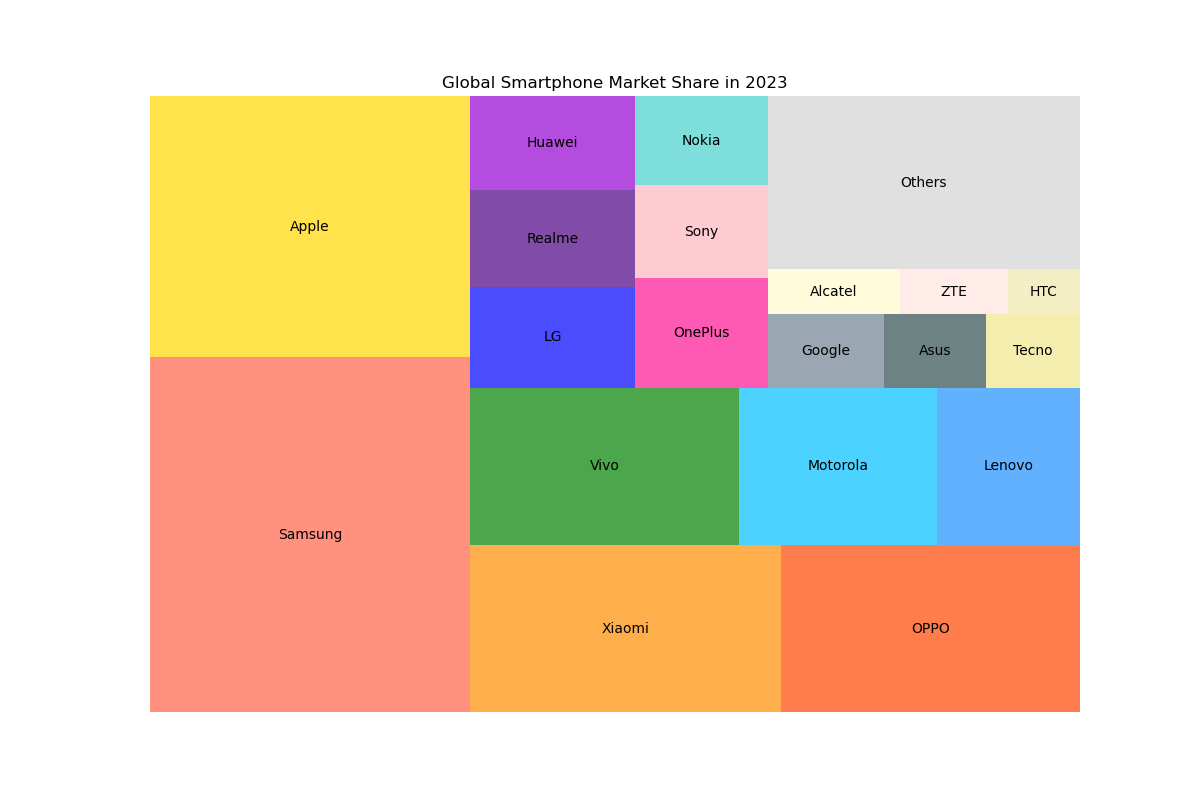 Global Smartphone Market Share in 2023
Apple
Huawei
Nokia
Others
Realme
Sony
LG
OnePlus
Alcatel
ZTE
HTC
Google
Asus
Tecno
Samsung
Vivo
Motorola
Lenovo
Xiaomi
OPPO